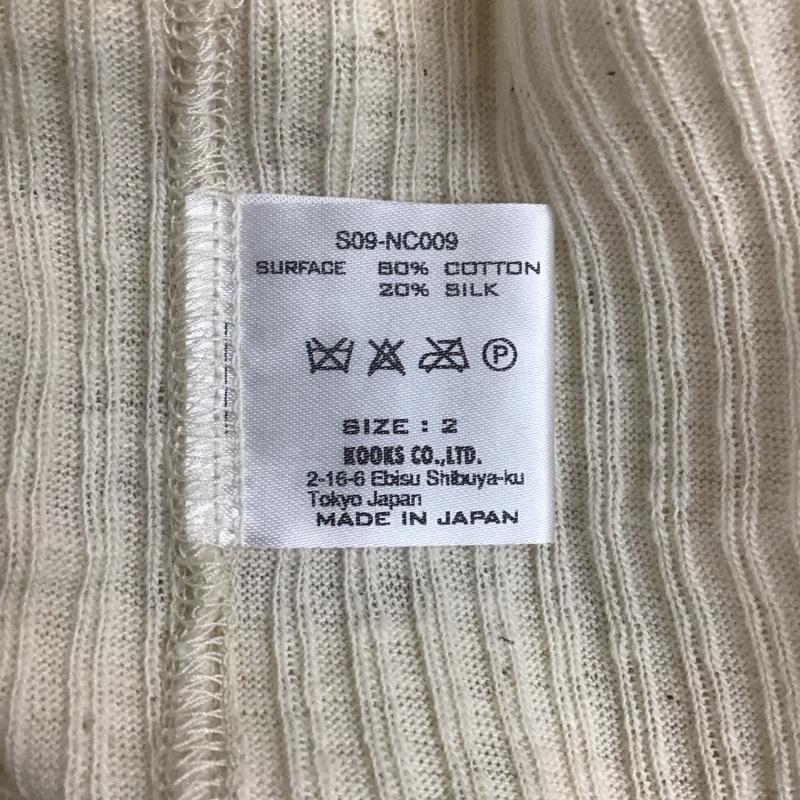 S09-NC009
SURFACE 80% COTTON
20% SILK
P
SIZE : 2
KOOKS CO.,LTD.
2-16-6 Ebisu Shibuya-ku
Tokyo Japan
MADE IN JAPAN